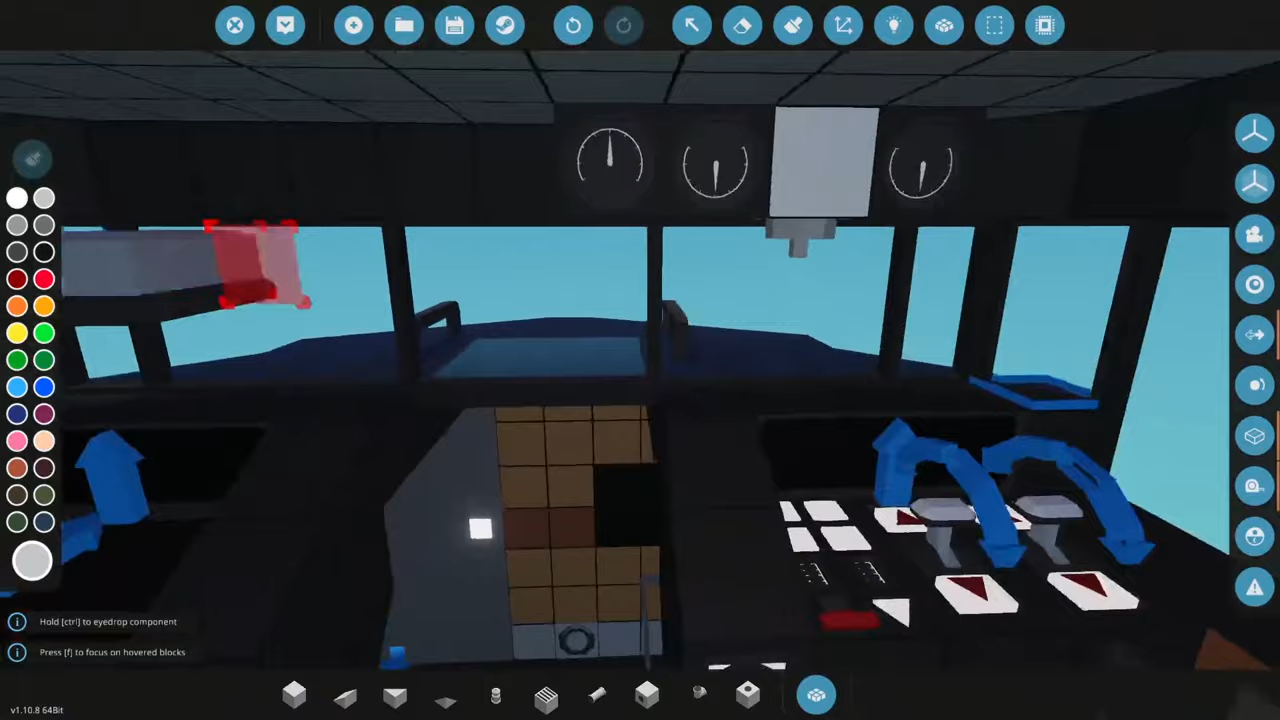 Hold [ctrl] to eyedrop component
Press [f] to focus on hovered blocks
v1.10.8 64Bit